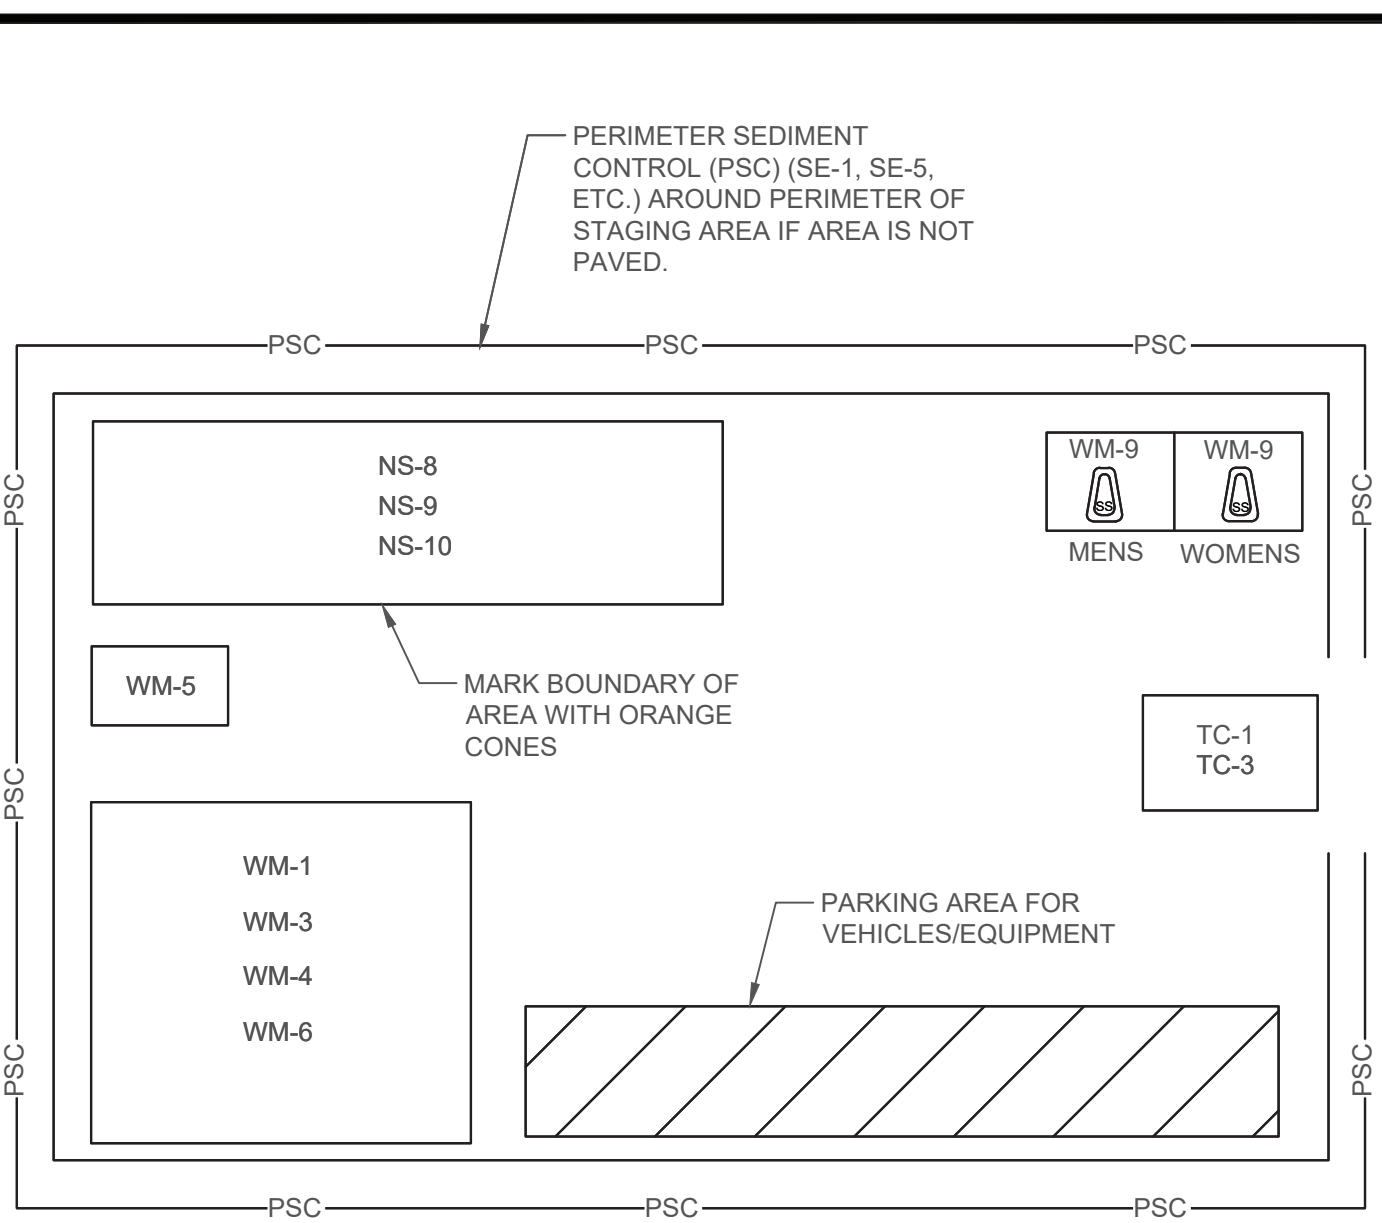 PERIMETER SEDIMENT
CONTROL (PSC) (SE-1, SE-5,
ETC.) AROUND PERIMETER OF
STAGING AREA IF AREA IS NOT
PAVED.
PSC
PSC
PSC
NS-8
NS-9
NS-10
WM-9
WM-9
SS
SS
MENS
WOMENS
PSC
PSC
WM-5
MARK BOUNDARY OF
AREA WITH ORANGE
CONES
TC-1
TC-3
PSC
WM-1
WM-3
WM-4
WM-6
PARKING AREA FOR
VEHICLES/EQUIPMENT
PSC
PSC
PSC
PSC
PSC